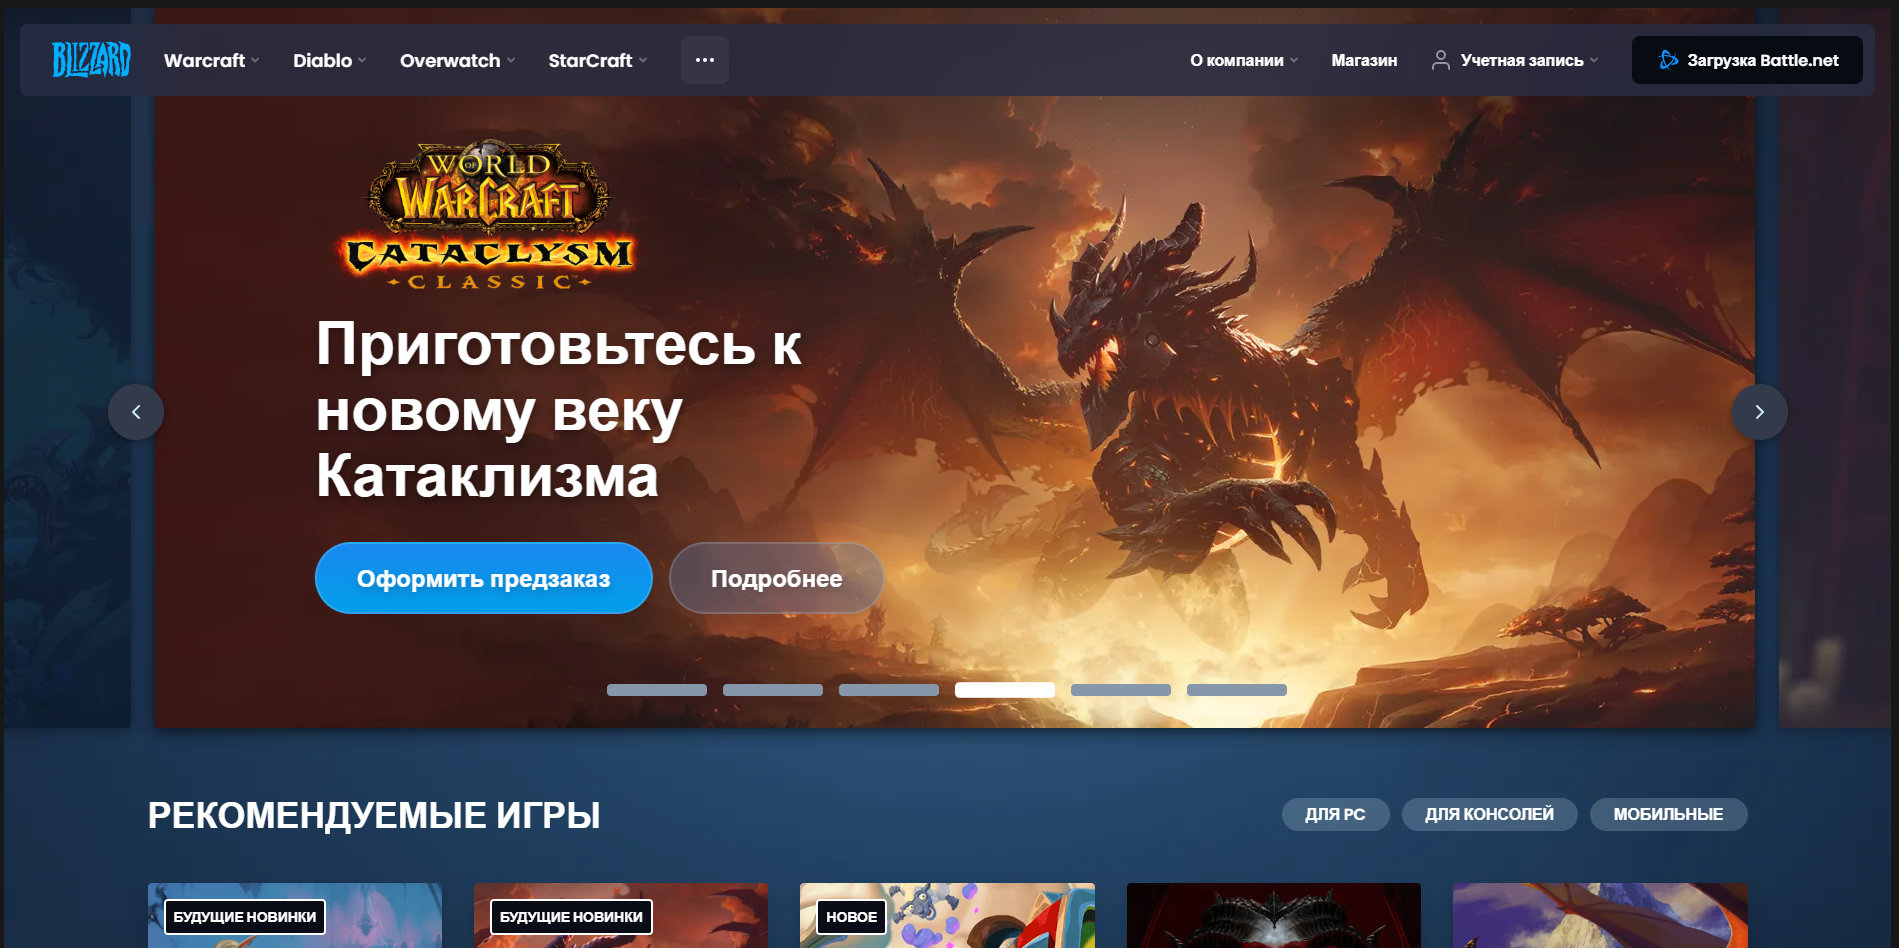 BLIZZARD
Warcraft
Diablo
Overwatch
StarCraft
О компании
Магазин
Учетная запись
Загрузка Battle.net
WORLD
OF
WARCRAFT
CATACLYSM
CLASSIC
Приготовьтесь к
новому веку
Катаклизма
Оформить предзаказ
Подробнее
РЕКОМЕНДУЕМЫЕ ИГРЫ
ДЛЯ PC
ДЛЯ КОНСОЛЕЙ
МОБИЛЬНЫЕ
БУДУЩИЕ НОВИНКИ
БУДУЩИЕ НОВИНКИ
НОВОЕ